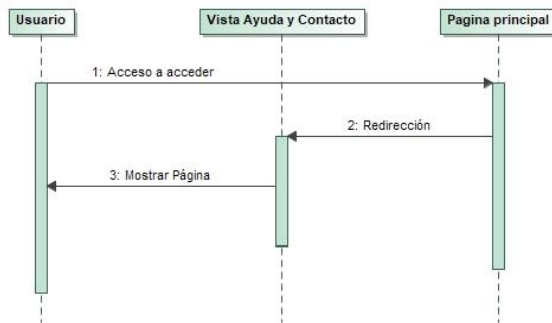 Usuario
Vista Ayuda y Contacto
Pagina principal
1: Acceso a acceder
2: Redirección
3: Mostrar Página